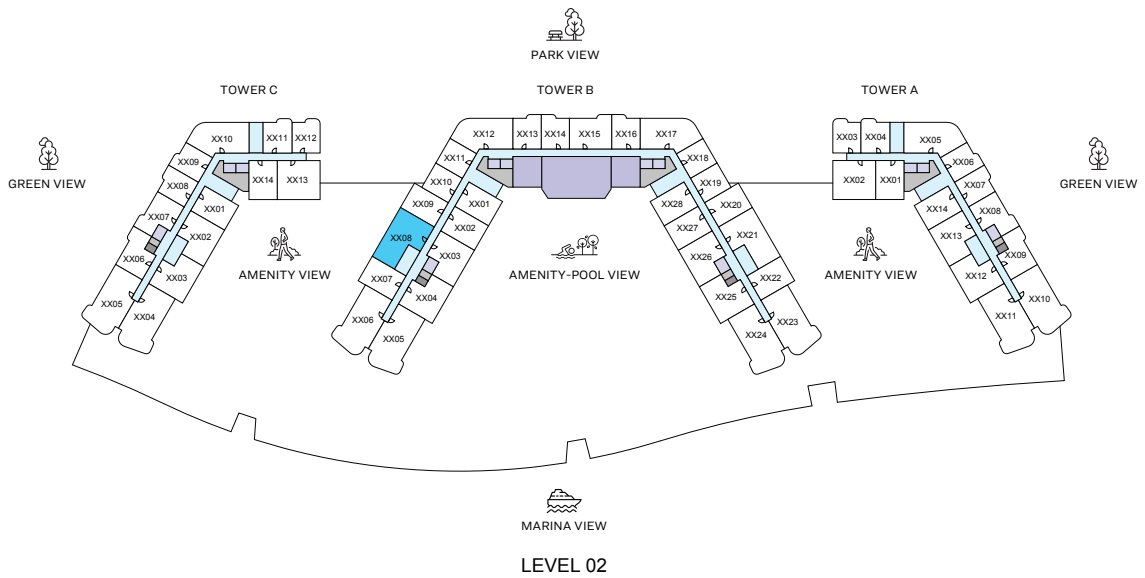 PARK VIEW
TOWER C
TOWER B
TOWER A
GREEN VIEW
GREEN VIEW
XX10
XX11
XX12
XX09
XX08
XX14
XX13
XX07
XX01
XX06
XX02
XX03
XX05
XX04
AMENITY VIEW
XX12
XX13
XX14
XX15
XX16
XX17
XX11
XX18
XX10
XX19
XX09
XX01
XX28
XX20
XX08
XX02
XX27
XX21
XX03
XX26
XX07
XX04
XX25
XX22
XX06
XX05
XX24
XX23
AMENITY-POOL VIEW
AMENITY VIEW
XX03
XX04
XX05
XX02
XX01
XX06
XX07
XX14
XX08
XX13
XX09
XX12
XX10
XX11
MARINA VIEW
LEVEL 02